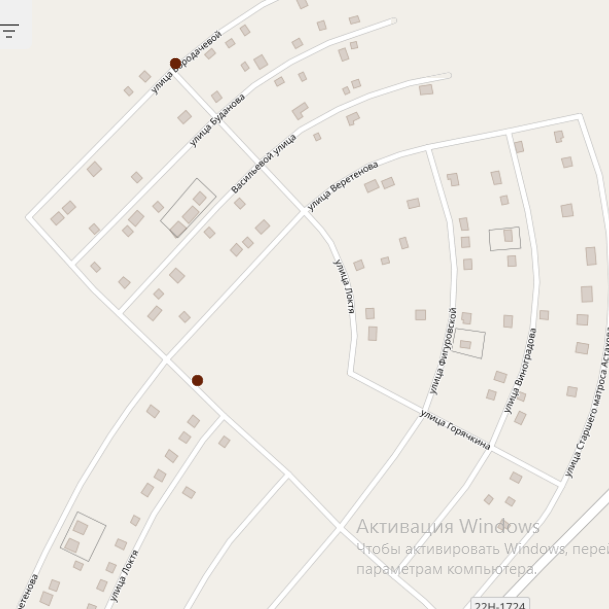 улица Бородачевой
улица Буданова
Васильевой улица
улица Веретенова
улица Локтя
улица Фигуровской
улица Виноградова
улица Старшего матроса Астахова
улица Горячкина
Активация Windows
Чтобы активировать Windows, перей
параметрам компьютера.
улица Локтя
ретенова
22Н-1724